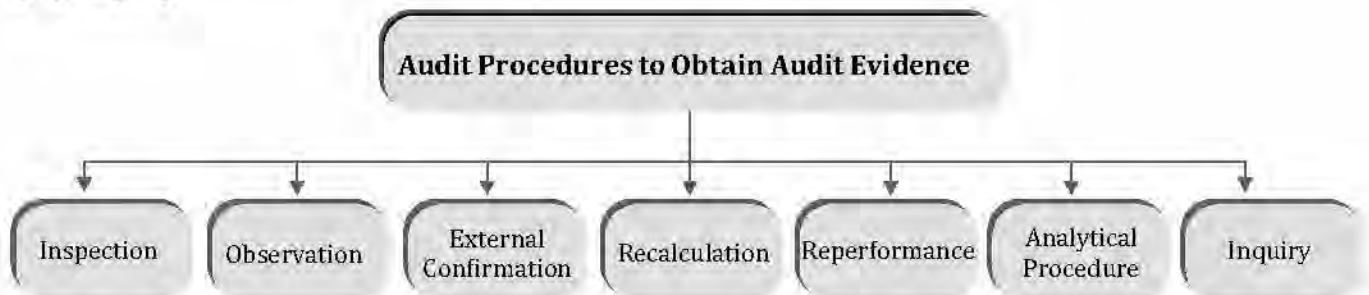 Audit Procedures to Obtain Audit Evidence
Inspection
Observation
External
Confirmation
Recalculation
Reperformance
Analytical
Procedure
Inquiry